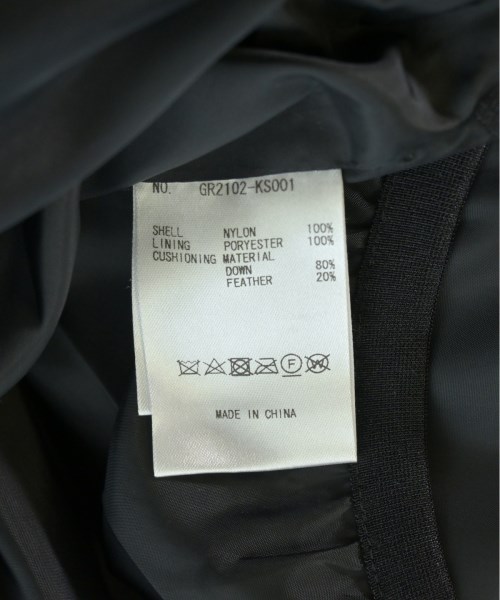 NO. GR2102-KS001
SHELL NYLON 100%
LINING PORYESTER 100%
CUSHIONING MATERIAL
DOWN 80%
FEATHER 20%
F W
MADE IN CHINA